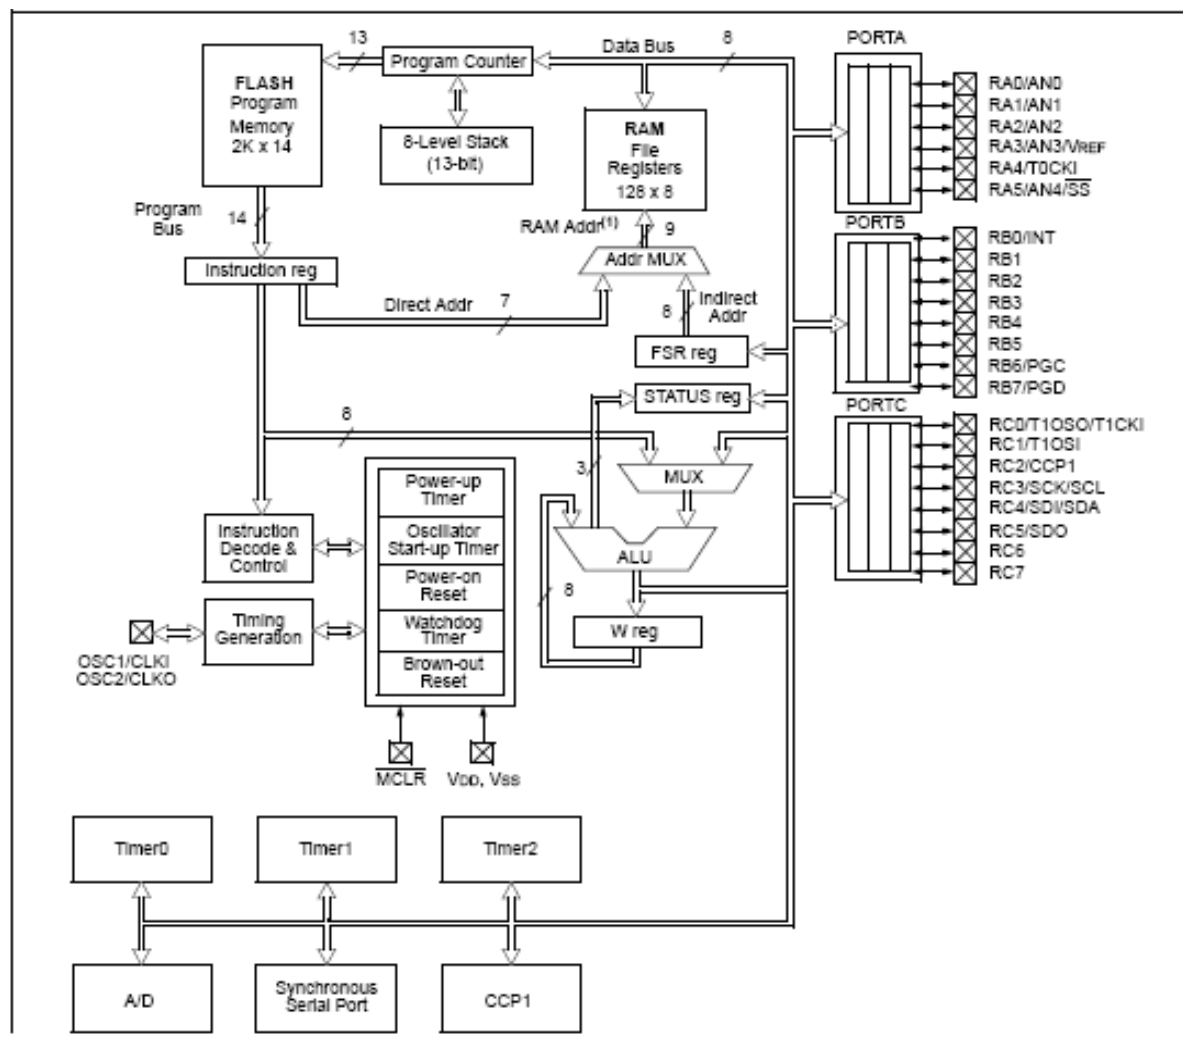 13
Data Bus
8
PORTA
FLASH
Program
Memory
2K x 14
Program Counter
8-Level Stack
(13-bit)
RAM
File
Registers
128 x 8
RA0/AN0
RA1/AN1
RA2/AN2
RA3/AN3/VREF
RA4/T0CKI
RA5/AN4/SS
Program
Bus
14
RAM Addr(1)
9
PORTB
Instruction reg
Addr MUX
Direct Addr
7
8
Indirect
Addr
FSR reg
STATUS reg
RB0/INT
RB1
RB2
RB3
RB4
RB5
RB6/PGC
RB7/PGD
PORTC
8
3
MUX
RC0/T1OSO/T1CKI
RC1/T1OSI
RC2/CCP1
RC3/SCK/SCL
RC4/SDI/SDA
RC5/SDO
RC6
RC7
Power-up
Timer
Instruction
Decode &
Control
Oscillator
Start-up Timer
ALU
Power-on
Reset
8
Timing
Generation
Watchdog
Timer
W reg
Brown-out
Reset
OSC1/CLKI
OSC2/CLKO
MCLR
VDD, VSS
Timer0
Timer1
Timer2
A/D
Synchronous
Serial Port
CCP1